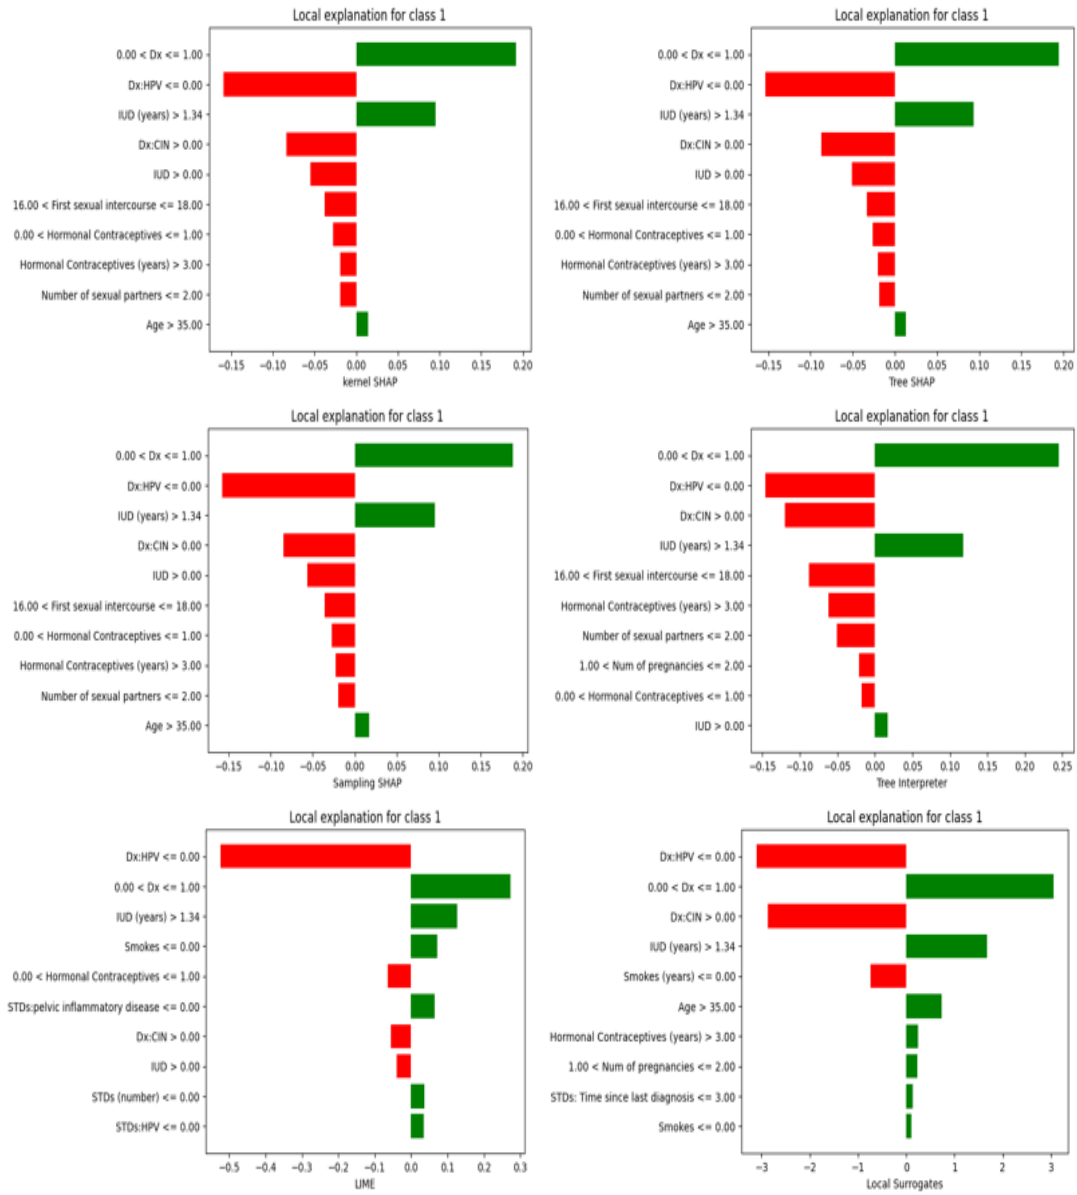 Local explanation for class 1
0.00 < Dx <= 1.00
Dx:HPV <= 0.00
IUD (years) > 1.34
Dx:CIN > 0.00
IUD > 0.00
16.00 < First sexual intercourse <= 18.00
0.00 < Hormonal Contraceptives <= 1.00
Hormonal Contraceptives (years) > 3.00
Number of sexual partners <= 2.00
Age > 35.00
−0.15 −0.10 −0.05 0.00 0.05 0.10 0.15 0.20
kernel SHAP
Local explanation for class 1
0.00 < Dx <= 1.00
Dx:HPV <= 0.00
IUD (years) > 1.34
Dx:CIN > 0.00
IUD > 0.00
16.00 < First sexual intercourse <= 18.00
0.00 < Hormonal Contraceptives <= 1.00
Hormonal Contraceptives (years) > 3.00
Number of sexual partners <= 2.00
Age > 35.00
−0.15 −0.10 −0.05 0.00 0.05 0.10 0.15 0.20
Tree SHAP
Local explanation for class 1
0.00 < Dx <= 1.00
Dx:HPV <= 0.00
IUD (years) > 1.34
Dx:CIN > 0.00
IUD > 0.00
16.00 < First sexual intercourse <= 18.00
0.00 < Hormonal Contraceptives <= 1.00
Hormonal Contraceptives (years) > 3.00
Number of sexual partners <= 2.00
Age > 35.00
−0.15 −0.10 −0.05 0.00 0.05 0.10 0.15 0.20
Sampling SHAP
Local explanation for class 1
0.00 < Dx <= 1.00
Dx:HPV <= 0.00
Dx:CIN > 0.00
IUD (years) > 1.34
16.00 < First sexual intercourse <= 18.00
Hormonal Contraceptives (years) > 3.00
Number of sexual partners <= 2.00
1.00 < Num of pregnancies <= 2.00
0.00 < Hormonal Contraceptives <= 1.00
IUD > 0.00
−0.15 −0.10 −0.05 0.00 0.05 0.10 0.15 0.20 0.25
Tree Interpreter
Local explanation for class 1
Dx:HPV <= 0.00
0.00 < Dx <= 1.00
IUD (years) > 1.34
Smokes <= 0.00
0.00 < Hormonal Contraceptives <= 1.00
STDs:pelvic inflammatory disease <= 0.00
Dx:CIN > 0.00
IUD > 0.00
STDs (number) <= 0.00
STDs:HPV <= 0.00
−0.5 −0.4 −0.3 −0.2 −0.1 0.0 0.1 0.2 0.3
LIME
Local explanation for class 1
Dx:HPV <= 0.00
0.00 < Dx <= 1.00
Dx:CIN > 0.00
IUD (years) > 1.34
Smokes (years) <= 0.00
Age > 35.00
Hormonal Contraceptives (years) > 3.00
1.00 < Num of pregnancies <= 2.00
STDs: Time since last diagnosis <= 3.00
Smokes <= 0.00
−3 −2 −1 0 1 2 3
Local Surrogates